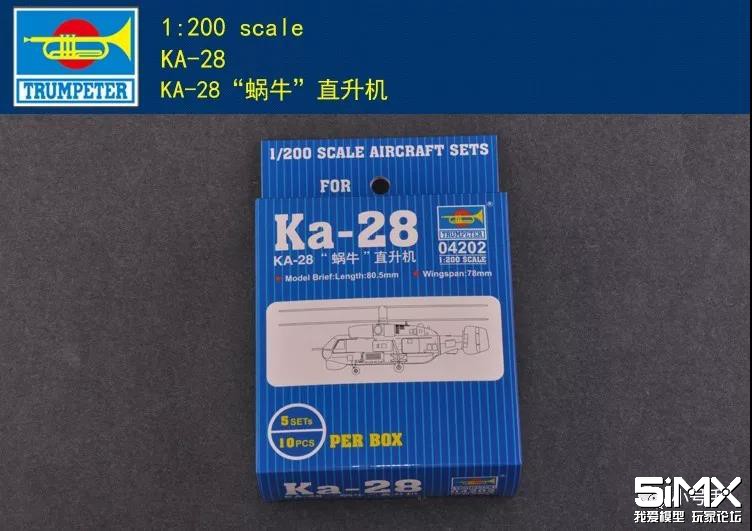 TRUMPETER
1:200 scale
KA-28
KA-28“蜗牛”直升机
1/200 SCALE AIRCRAFT SETS
FOR
Ka-28
KA-28 “蜗牛”直升机
TRUMPETER
04202
1:200 SCALE
Model Brief:Length:80.5mm
Wingspan:78mm
5 SETs
10 PCS
PER BOX
Ka-28
小号手
5iMX
我爱模型 玩家论坛